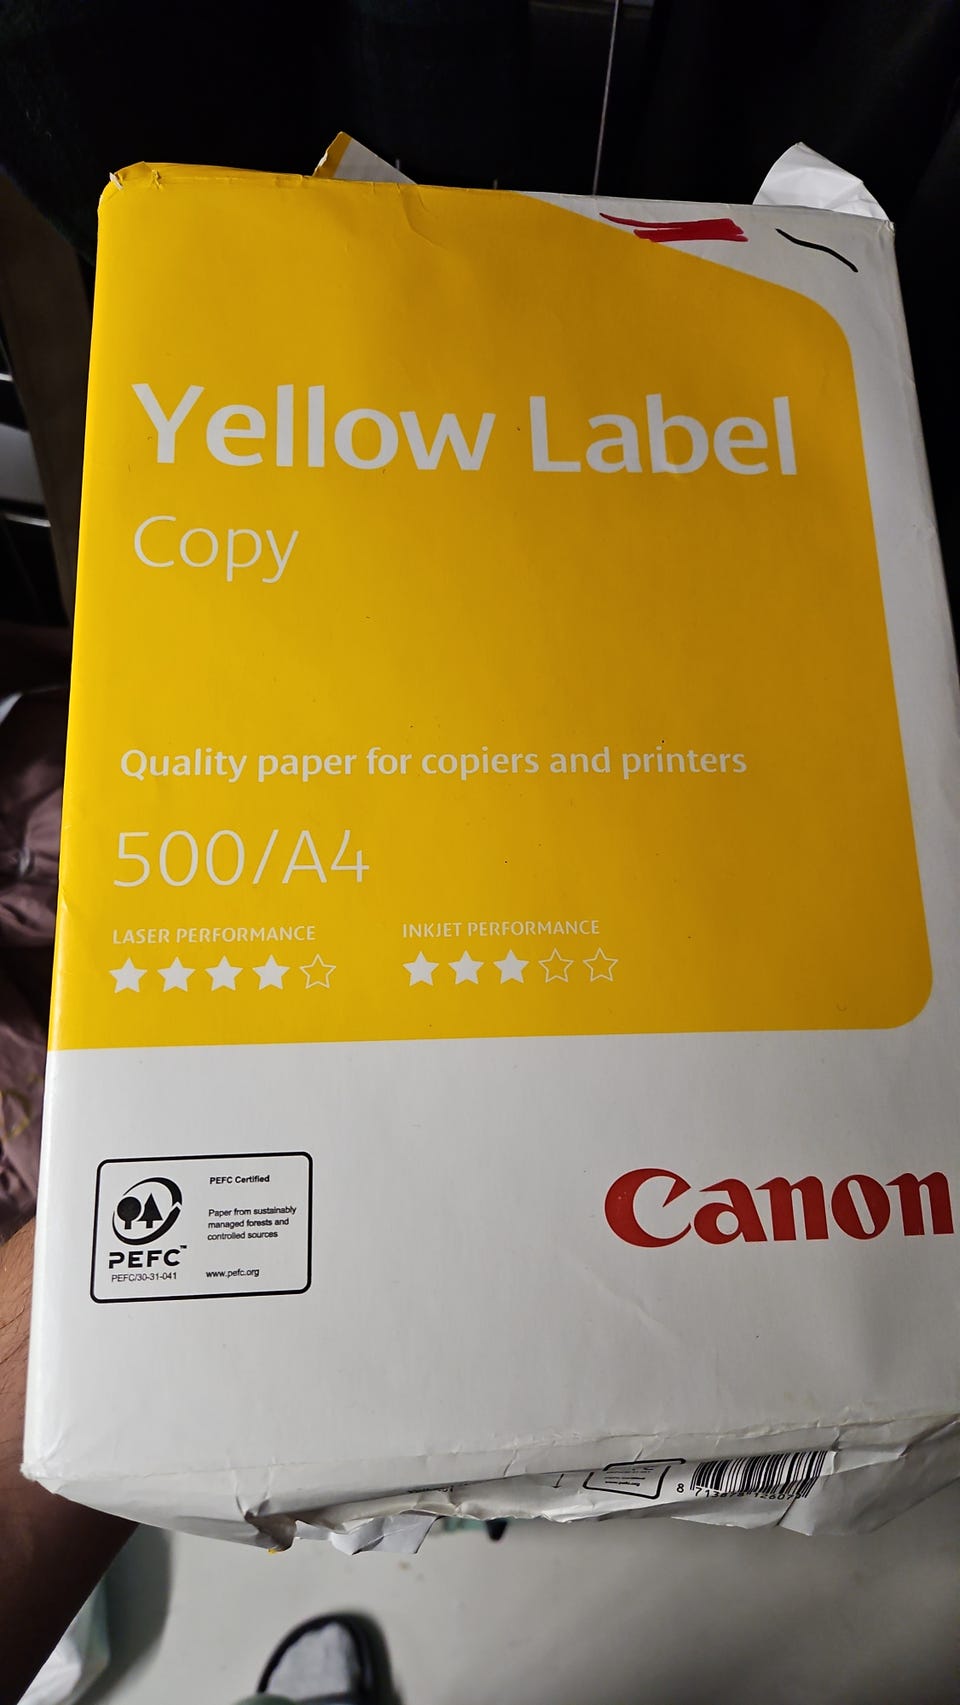 Yellow Label
Copy
Quality paper for copiers and printers
500/A4
LASER PERFORMANCE
INKJET PERFORMANCE
PEFC Certified
Paper from sustainably
managed forests and
controlled sources
PEFC™
PEFC/30-31-041
www.pefc.org
Canon